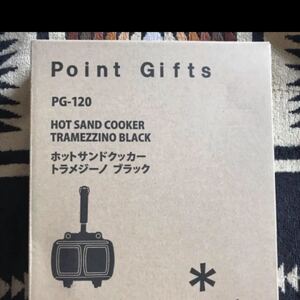 Point Gifts
PG-120
HOT SAND COOKER
TRAMEZZINO BLACK
ホットサンドクッカー
トラメジーノ ブラック